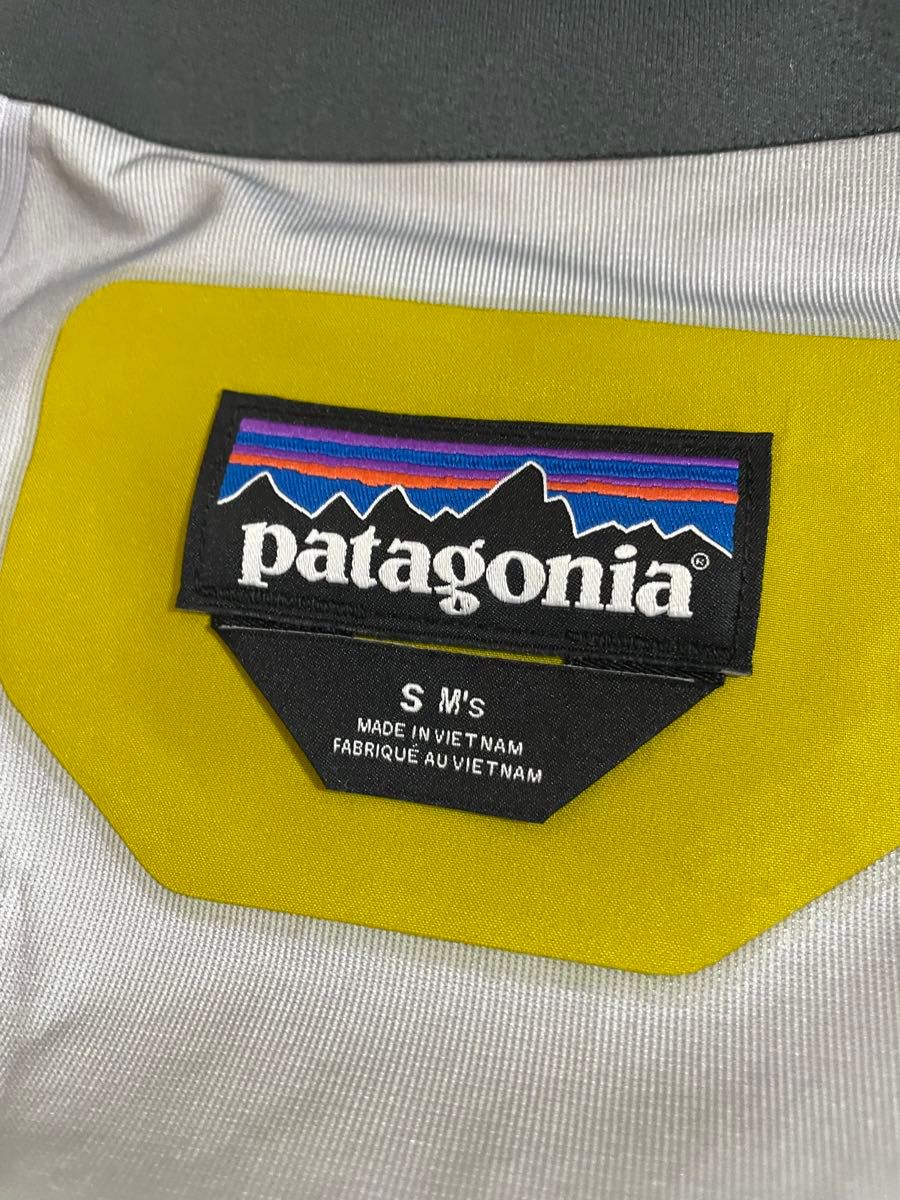 patagonia®
S M's
MADE IN VIETNAM
FABRIQUÉ AU VIETNAM